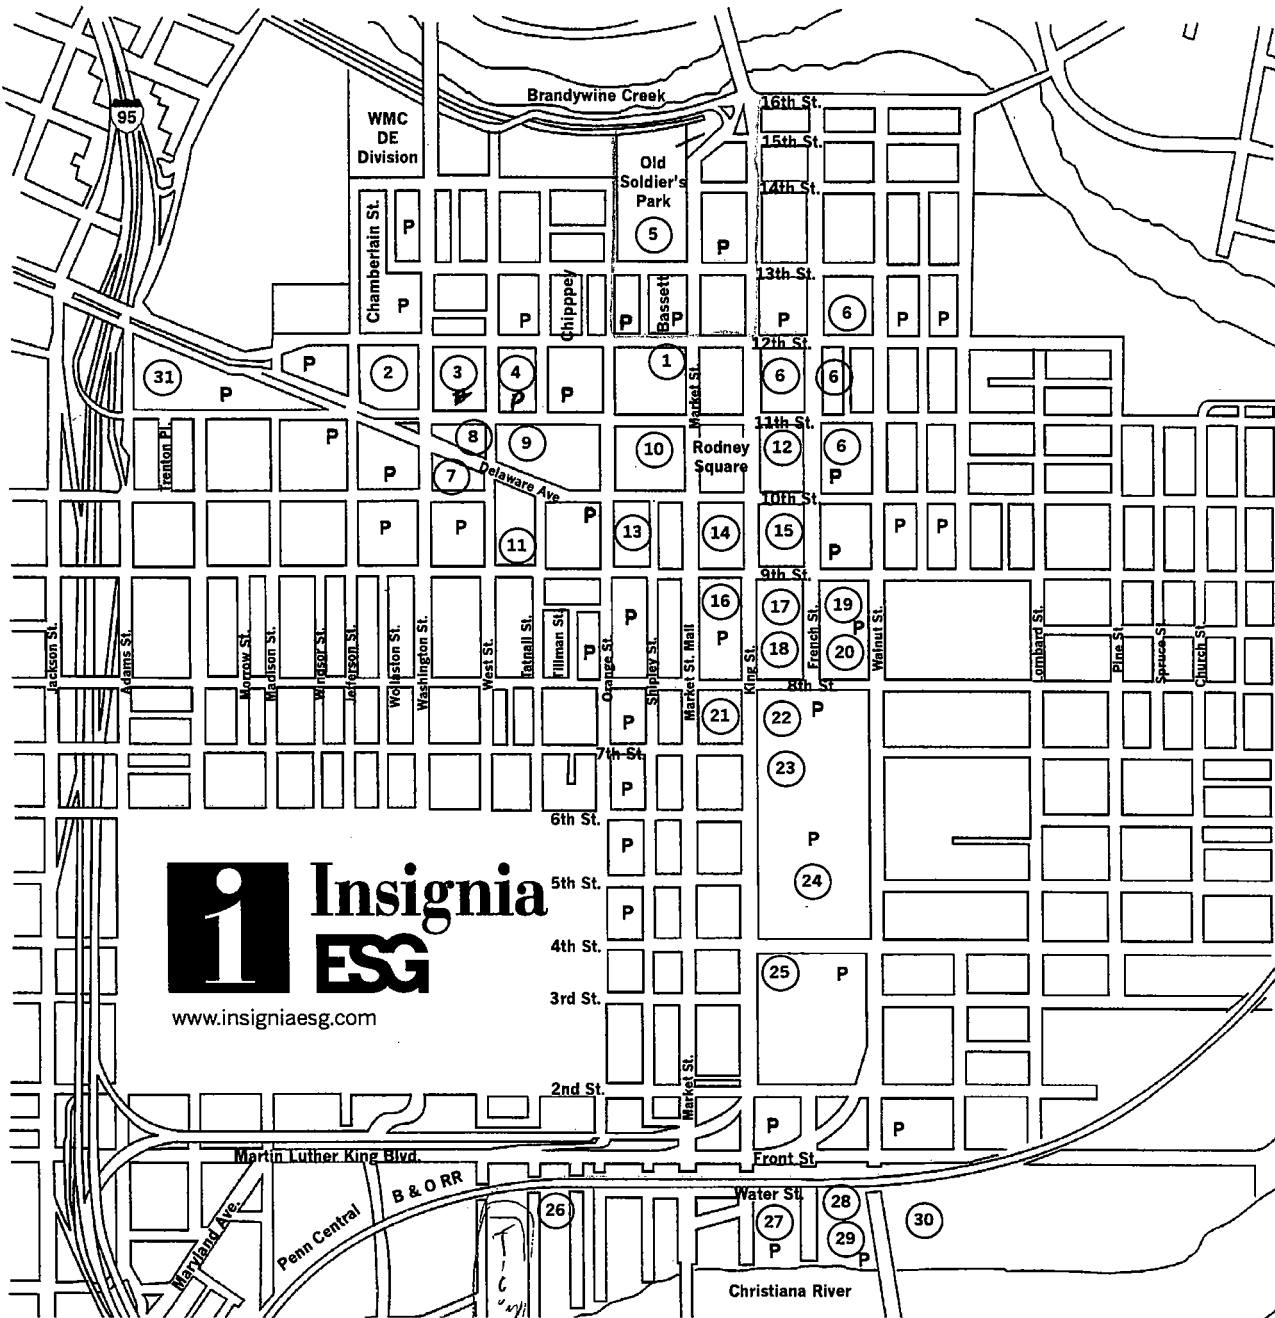 Brandywine Creek
16th St.
95
WMC
DE
Division
15th St.
Old
Soldier's
Park
14th St.
Chamberlain St.
P
5
P
13th St.
Chipppey
Bassett
P
P
P
P
P
6
P
P
12th St.
31
P
P
2
3
4
P
P
P
1
Market St.
6
6
11th St.
Trenton Pl.
P
P
8
9
7
Delaware Ave.
10
Rodney
Square
12
6
P
10th St.
P
P
11
P
13
14
15
P
P
P
9th St.
16
P
17
18
19
P
20
P
P
Jackson St.
Adams St.
Morrow St.
Madison St.
Windsor St.
Jefferson St.
Wollaston St.
Washington St.
West St.
Tatnall St.
Tillman St.
Orange St.
Shipley St.
Market St. Mall
King St.
French St.
Walnut St.
Lombard St.
Pine St.
Spruce St.
Church St.
8th St.
P
21
22
P
7th St.
P
23
6th St.
P
P
i Insignia
ESG
www.insigniaesg.com
5th St.
P
24
4th St.
25
P
3rd St.
2nd St.
Market St.
P
P
Martin Luther King Blvd.
Front St.
B & O RR
Penn Central
Maryland Ave.
26
Water St.
27
P
28
29
P
30
Christiana River